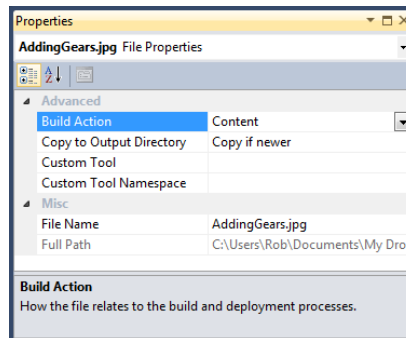 Properties
AddingGears.jpg File Properties
Advanced
Build Action Content
Copy to Output Directory Copy if newer
Custom Tool
Custom Tool Namespace
Misc
File Name AddingGears.jpg
Full Path C:\Users\Rob\Documents\My Dro
Build Action
How the file relates to the build and deployment processes.